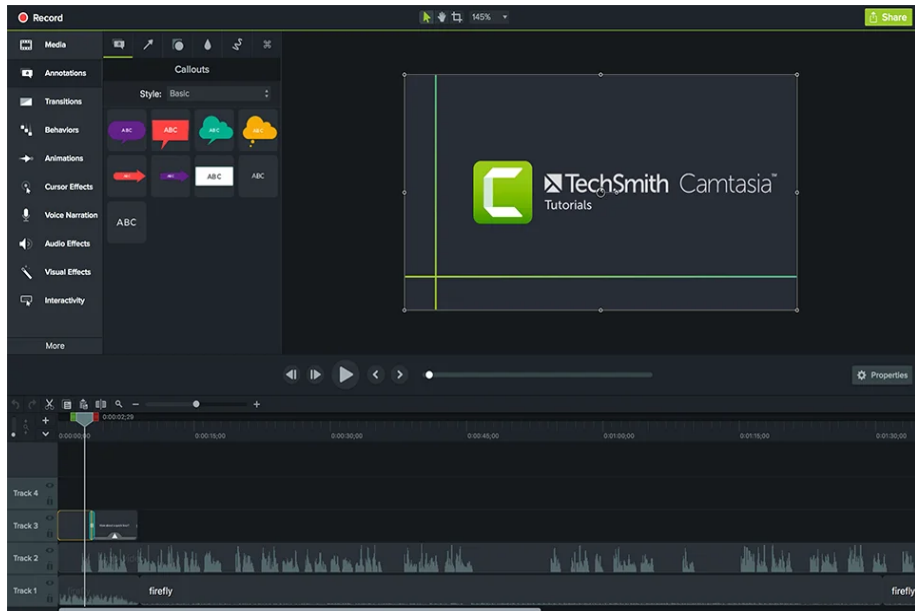 Record
145%
Share
Media
Annotations
Transitions
Behaviors
Animations
Cursor Effects
Voice Narration
Audio Effects
Visual Effects
Interactivity
More
Callouts
Style: Basic
ABC ABC ABC ABC
ABC ABC ABC ABC
ABC
TechSmith Camtasia™
Tutorials
Properties
0:00:02;29
0:00:00;00 0:00:15;00 0:00:30;00 0:00:45;00 0:01:00;00 0:01:15;00 0:01:30;00
Track 4
Track 3
Track 2
Track 1
firefly firefly